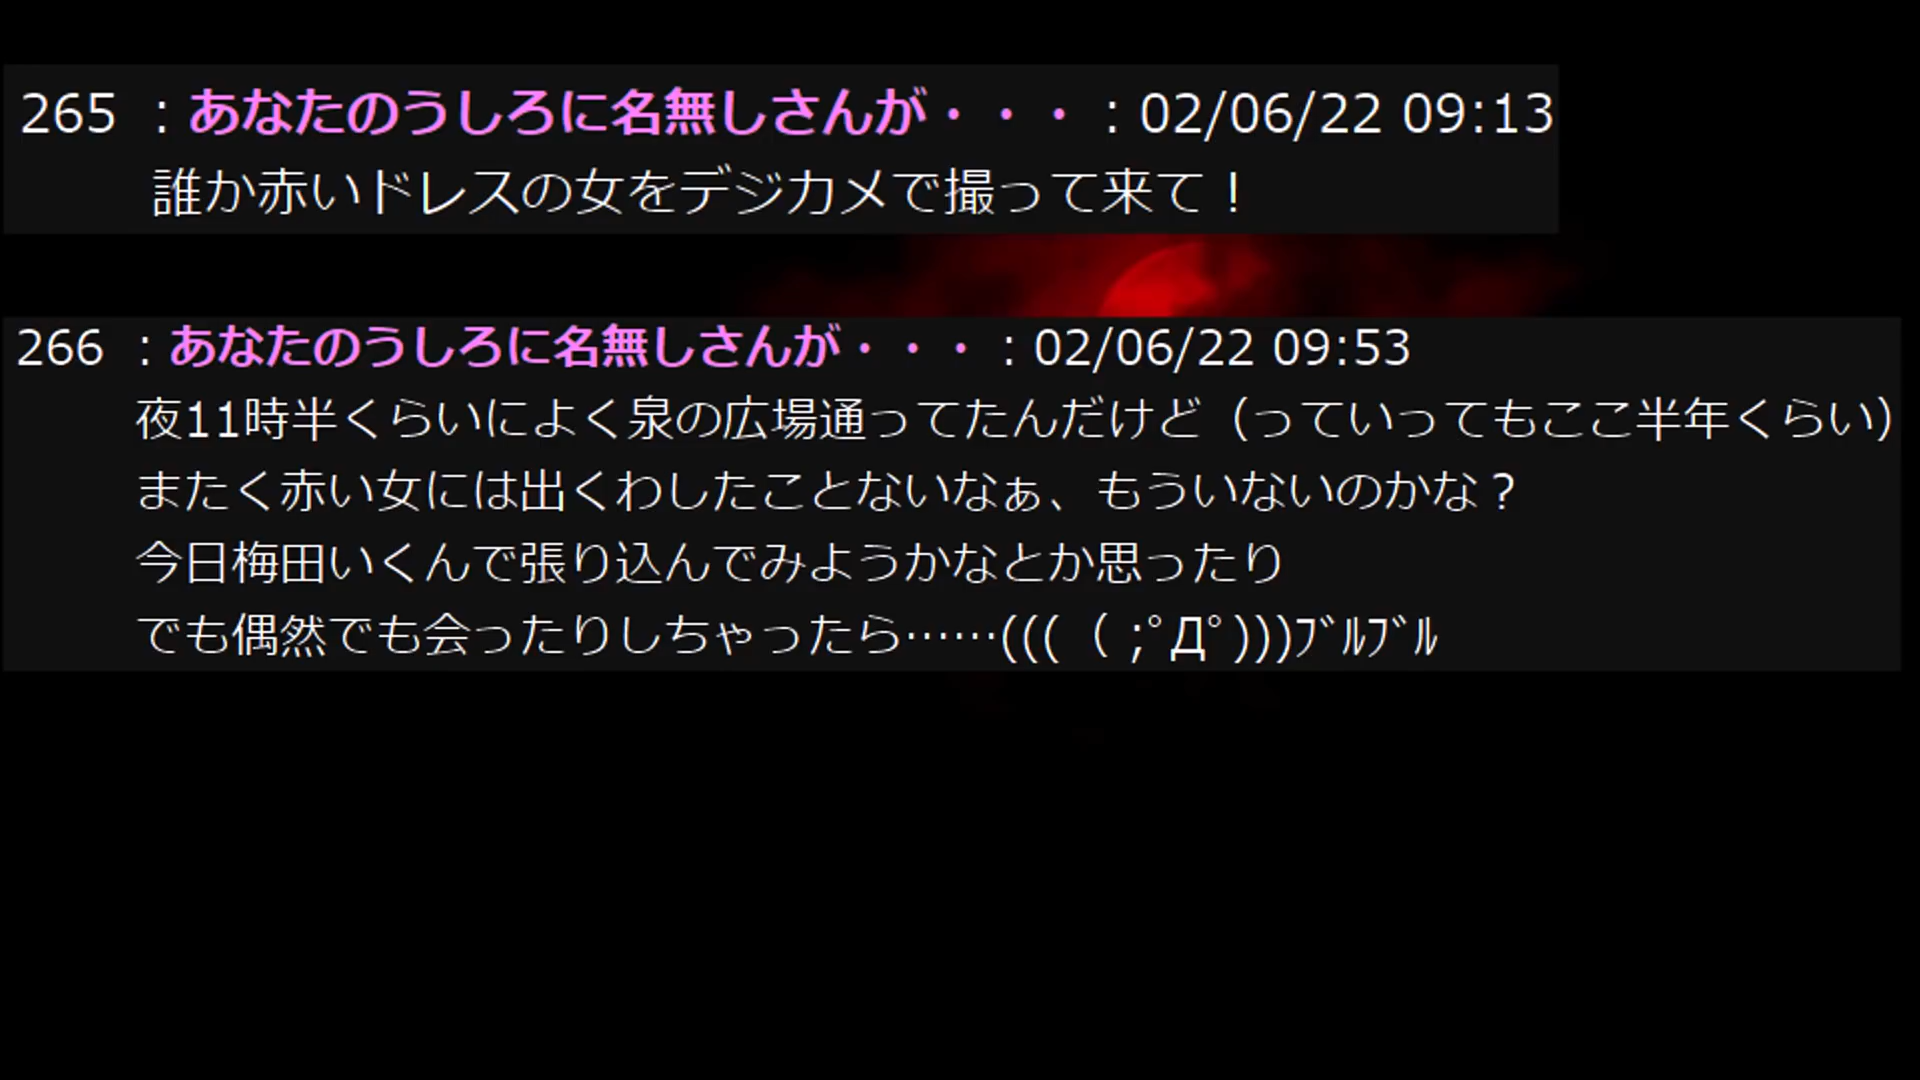 265 ：あなたのうしろに名無しさんが・・・：02/06/22 09:13
誰か赤いドレスの女をデジカメで撮って来て！
266 ：あなたのうしろに名無しさんが・・・：02/06/22 09:53
夜11時半くらいによく泉の広場通ってたんだけど（っていってもここ半年くらい）
またく赤い女には出くわしたことないなぁ、もういないのかな？
今日梅田いくんで張り込んでみようかなとか思ったり
でも偶然でも会ったりしちゃったら……(((（ ;ﾟДﾟ)))ﾌﾞﾙﾌﾞﾙ